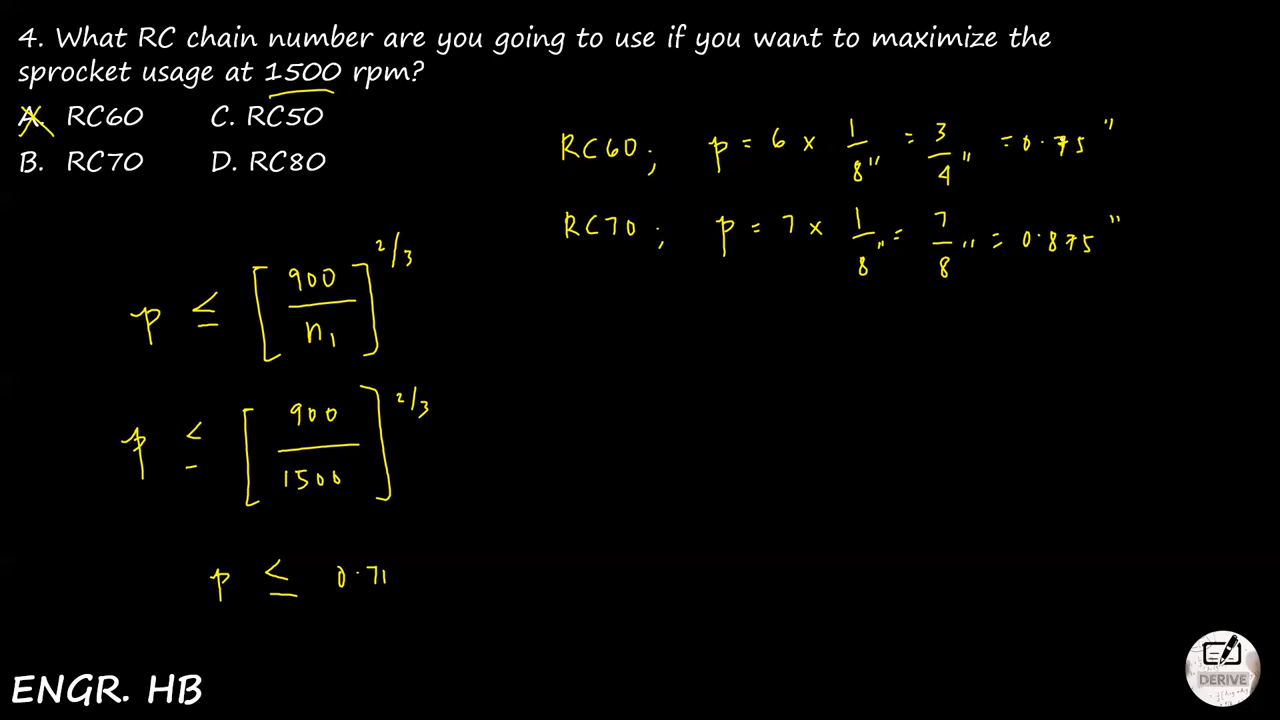 4. What RC chain number are you going to use if you want to maximize the
sprocket usage at 1500 rpm?
A. RC60 C. RC50
B. RC70 D. RC80
RC60; p = 6 x 1/8" = 3/4" = 0.75"
RC70; p = 7 x 1/8" = 7/8" = 0.875"
p ≤ [900/n₁]^2/3
p ≤ [900/1500]^2/3
p ≤ 0.71
ENGR. HB
DERIVE